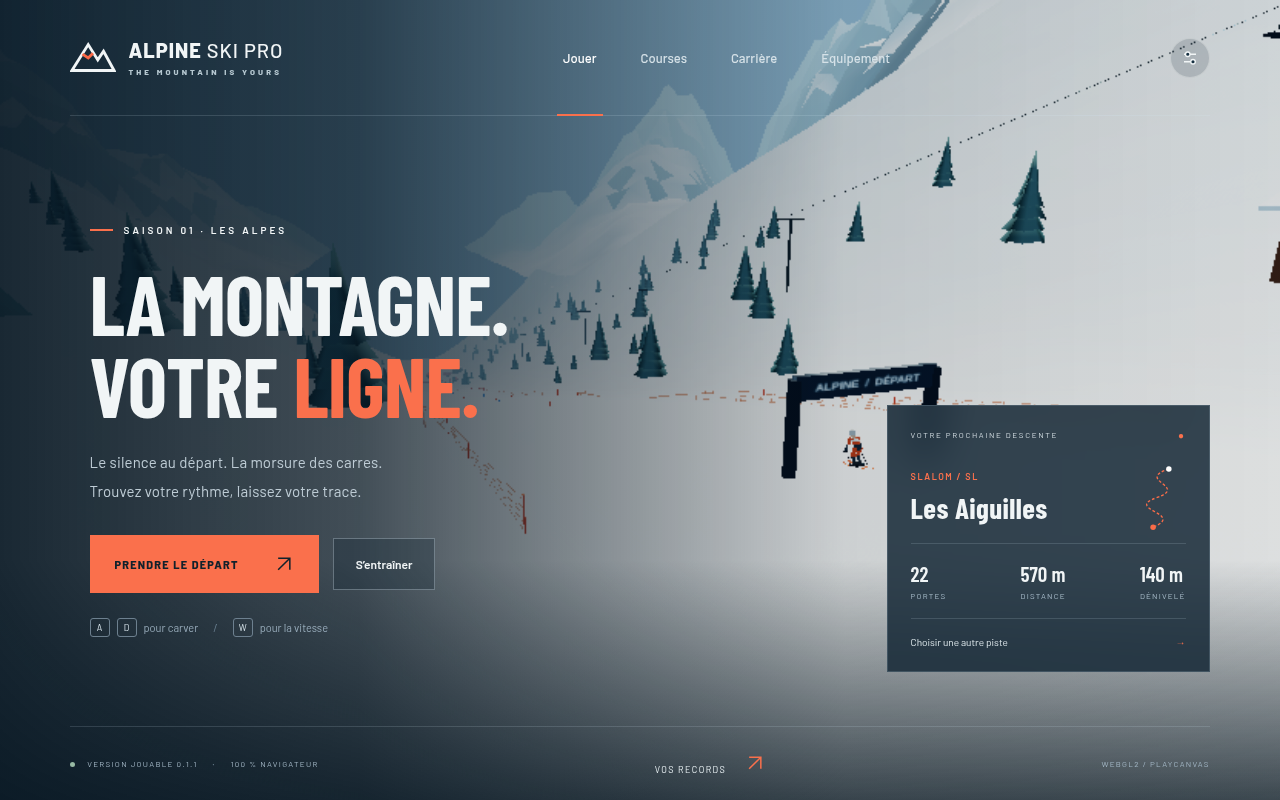 ALPINE SKI PRO
THE MOUNTAIN IS YOURS
Jouer
Courses
Carrière
Équipement
SAISON 01 · LES ALPES
LA MONTAGNE.
VOTRE LIGNE.
Le silence au départ. La morsure des carres.
Trouvez votre rythme, laissez votre trace.
PRENDRE LE DÉPART
S'entraîner
A D pour carver / W pour la vitesse
ALPINE / DÉPART
VOTRE PROCHAINE DESCENTE
SLALOM / SL
Les Aiguilles
22 570 m 140 m
PORTES DISTANCE DÉNIVELÉ
Choisir une autre piste →
VERSION JOUABLE 0.1.1 · 100 % NAVIGATEUR
VOS RECORDS
WEBGL2 / PLAYCANVAS